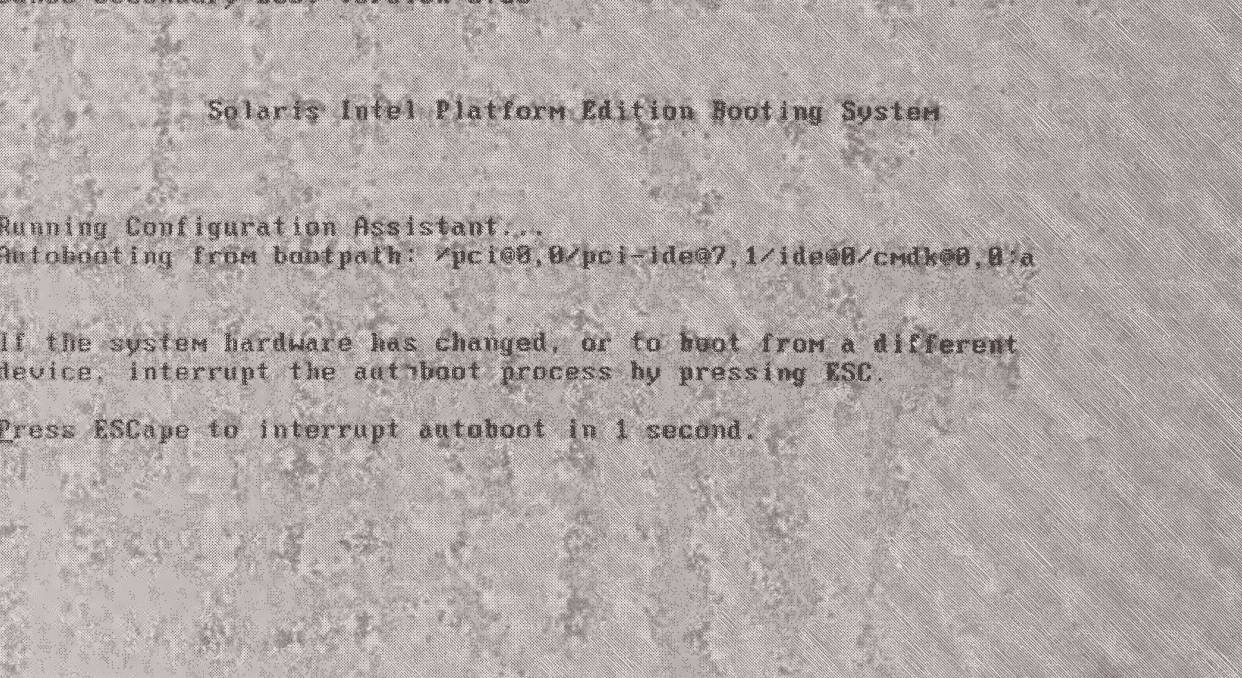 Solaris Intel Platform Edition Booting System
Running Configuration Assistant...
Autobooting from bootpath: /pci@0,0/pci-ide@7,1/ide@0/cmdk@0,0:a
If the system hardware has changed, or to boot from a different
device, interrupt the autoboot process by pressing ESC.
Press ESCape to interrupt autoboot in 1 second.